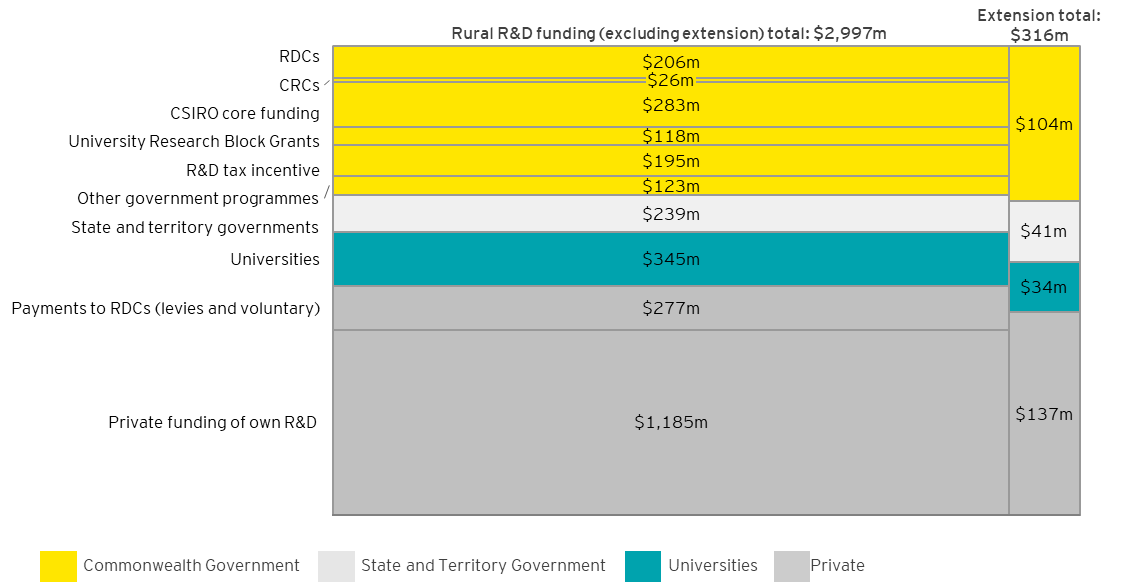 Extension total:
Rural R&D funding (excluding extension) total: $2,997m
$316m
RDCs
$206m
CRCs
$26m
CSIRO core funding
$283m
$104m
University Research Block Grants
$118m
R&D tax incentive
$195m
Other government programmes
$123m
State and territory governments
$239m
$41m
Universities
$345m
$34m
Payments to RDCs (levies and voluntary)
$277m
Private funding of own R&D
$1,185m
$137m
Commonwealth Government
State and Territory Government
Universities
Private